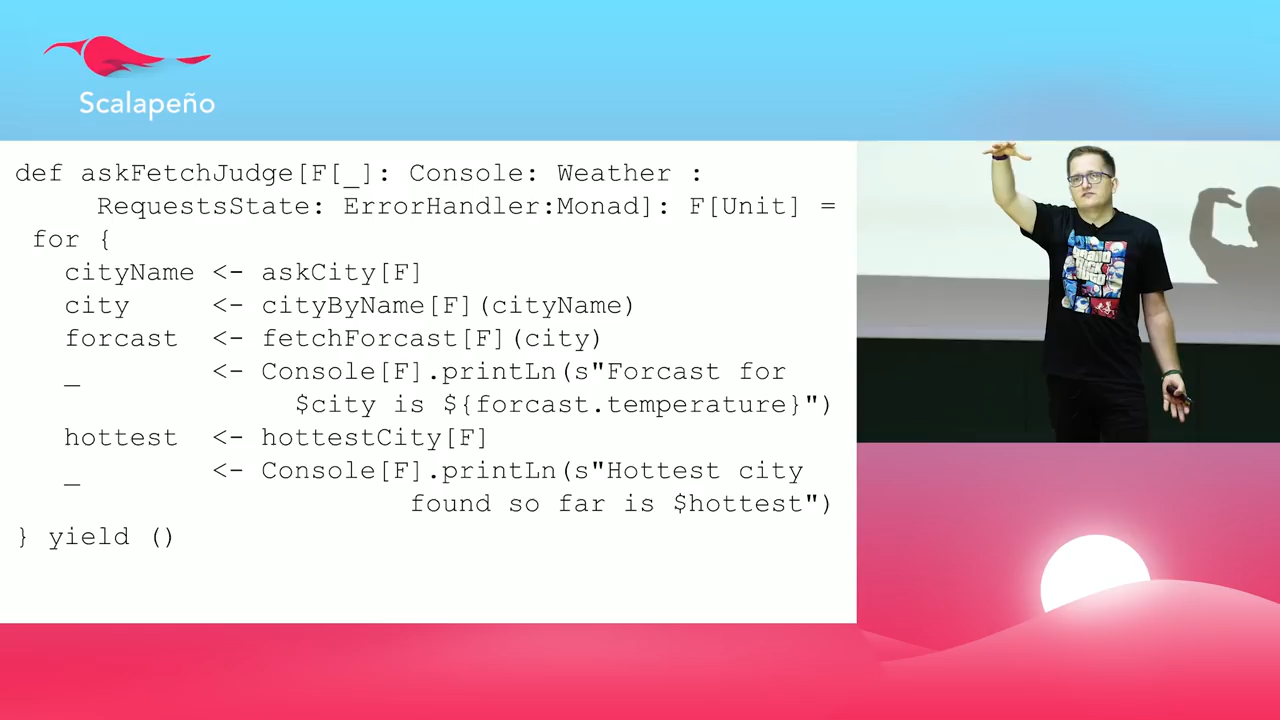 Scalapeño
def askFetchJudge[F[_]: Console: Weather :
RequestsState: ErrorHandler:Monad]: F[Unit] =
for {
cityName <- askCity[F]
city <- cityByName[F](cityName)
forcast <- fetchForcast[F](city)
_ <- Console[F].printLn(s"Forcast for
$city is ${forcast.temperature}")
hottest <- hottestCity[F]
_ <- Console[F].printLn(s"Hottest city
found so far is $hottest")
} yield ()